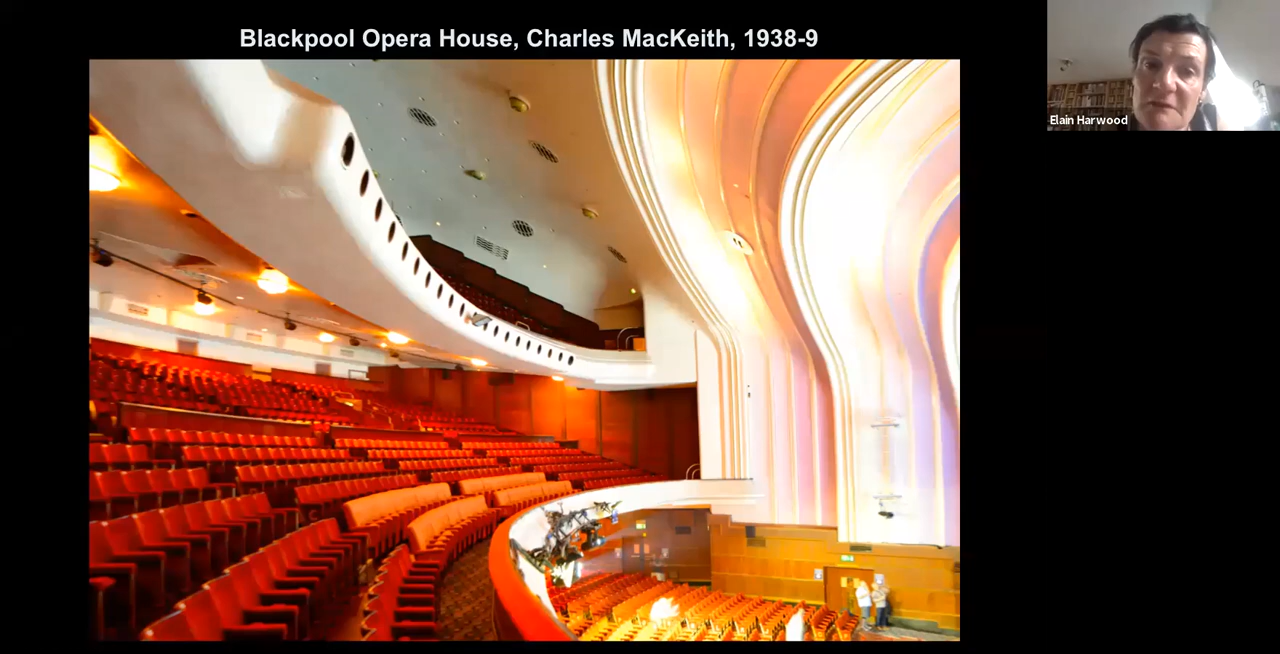 Blackpool Opera House, Charles MacKeith, 1938-9
Elain Harwood